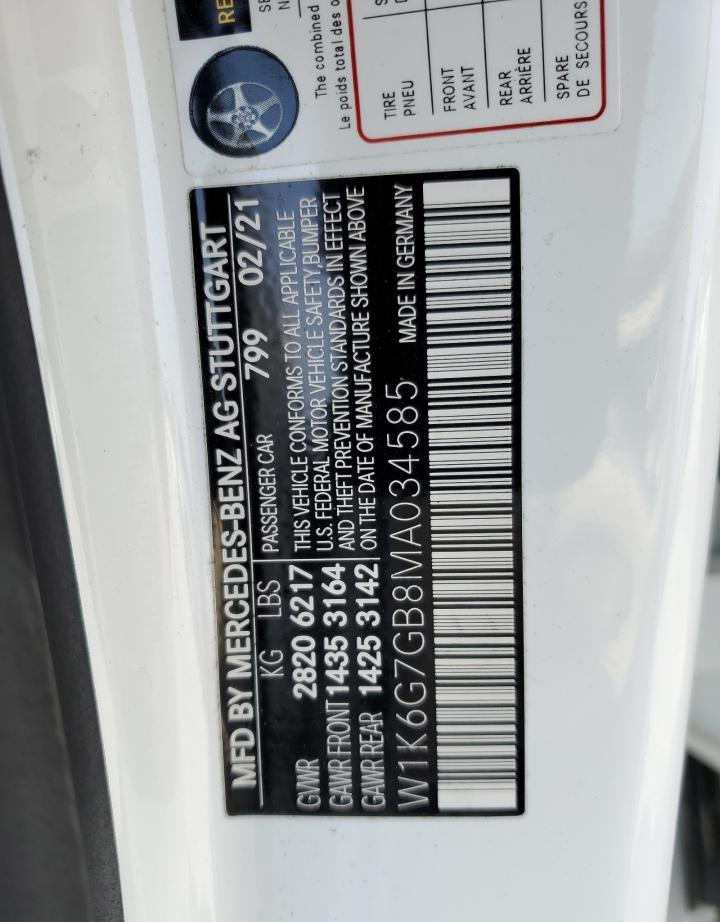 MFD BY MERCEDES-BENZ AG STUTTGART
KG LBS PASSENGER CAR 799 02/21
GVWR 2820 6217 THIS VEHICLE CONFORMS TO ALL APPLICABLE
U.S. FEDERAL MOTOR VEHICLE SAFETY, BUMPER
GAWR FRONT 1435 3164 AND THEFT PREVENTION STANDARDS IN EFFECT
GAWR REAR 1425 3142 ON THE DATE OF MANUFACTURE SHOWN ABOVE
W1K6G7GB8MA034585 MADE IN GERMANY
The combined
Le poids total des
TIRE
PNEU
FRONT
AVANT
REAR
ARRIÈRE
SPARE
DE SECOURS